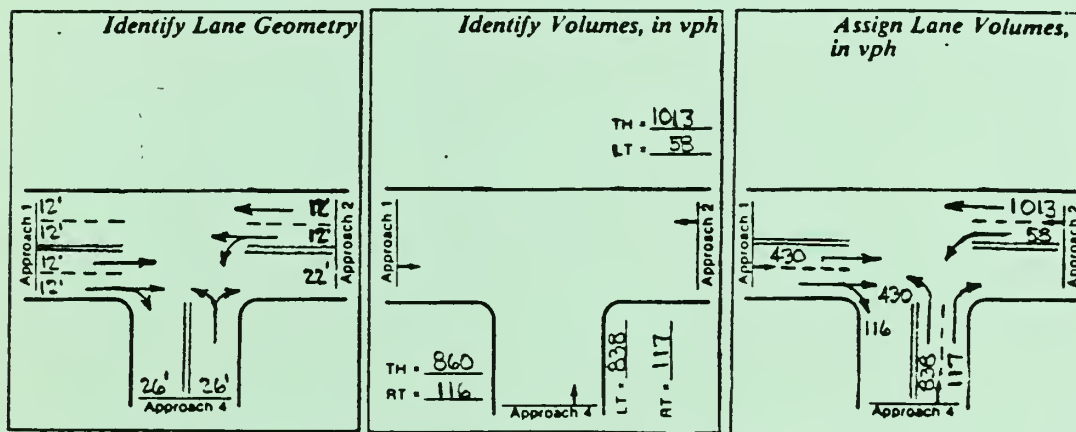 Identify Lane Geometry
Approach 1
12'
12'
12'
12'
12'
12'
22'
Approach 2
26' 26'
Approach 4
Identify Volumes, in vph
TH = 1013
LT = 58
Approach 1
Approach 2
TH = 860
RT = 116
LT = 838
RT = 117
Approach 4
Assign Lane Volumes,
in vph
Approach 1
430
430
116
1013
58
Approach 2
838
117
Approach 4